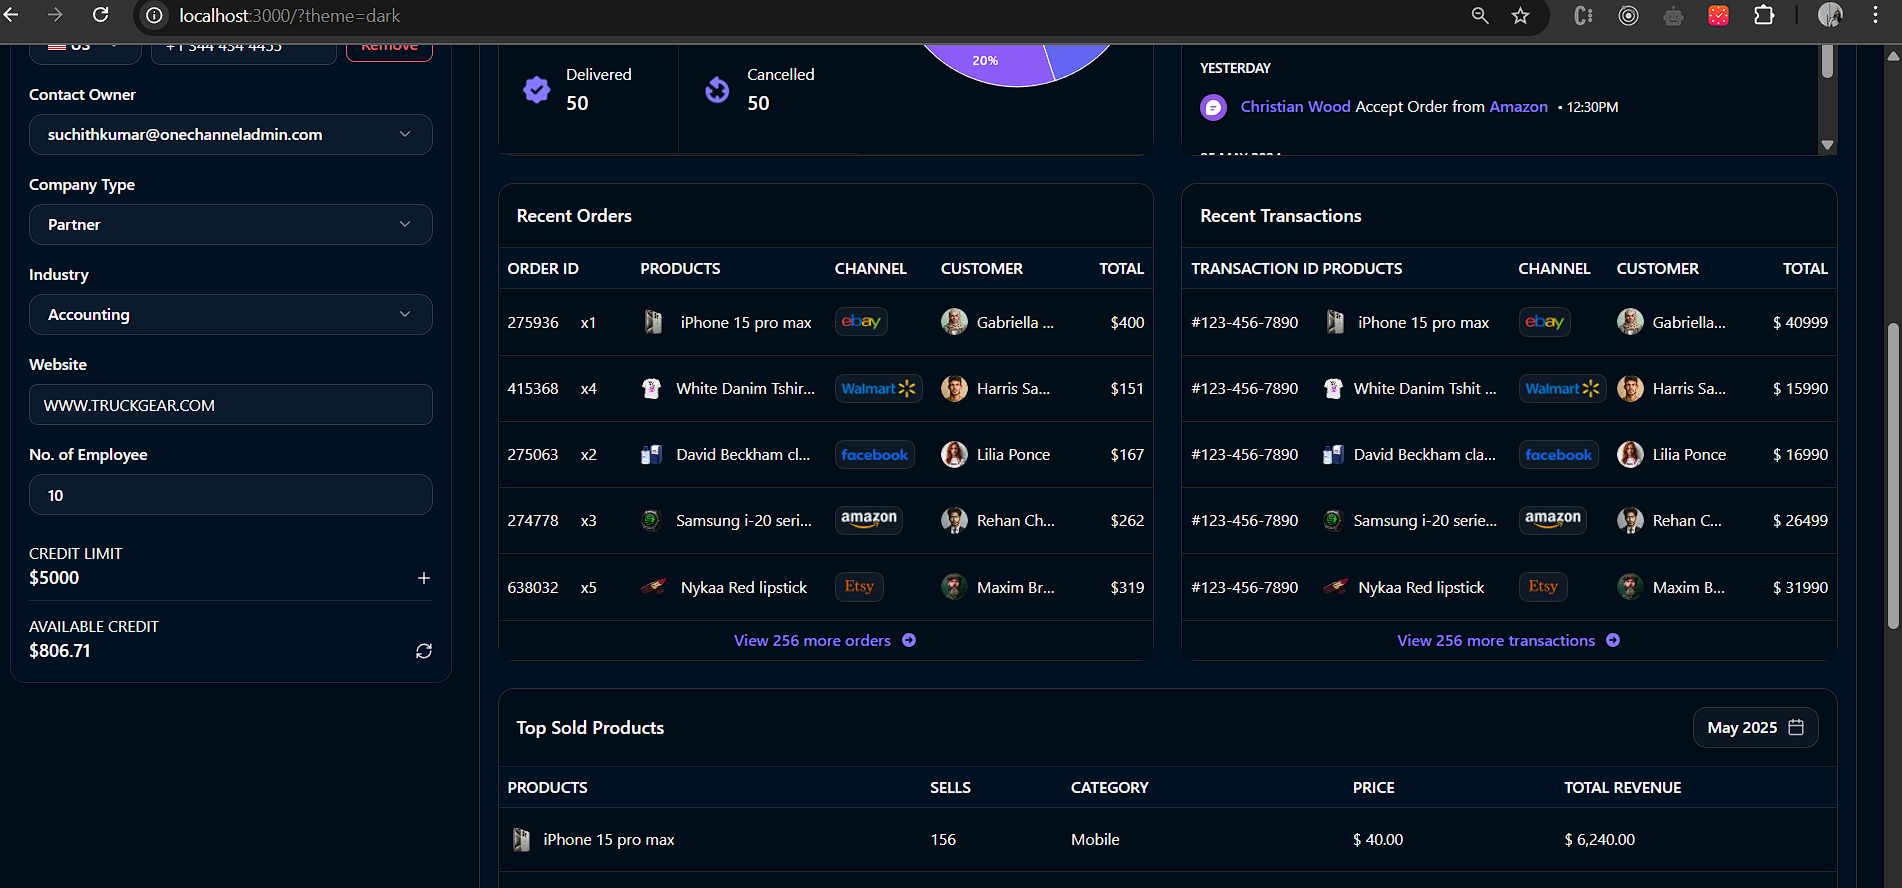 localhost:3000/?theme=dark
US
+1 344 434 4455
Remove
Contact Owner
suchithkumar@onechanneladmin.com
Company Type
Partner
Industry
Accounting
Website
WWW.TRUCKGEAR.COM
No. of Employee
10
CREDIT LIMIT
$5000
AVAILABLE CREDIT
$806.71
Delivered
50
Cancelled
50
20%
YESTERDAY
Christian Wood Accept Order from Amazon • 12:30PM
Recent Orders
ORDER ID PRODUCTS CHANNEL CUSTOMER TOTAL
275936 x1 iPhone 15 pro max ebay Gabriella ... $400
415368 x4 White Danim Tshir... Walmart Harris Sa... $151
275063 x2 David Beckham cl... facebook Lilia Ponce $167
274778 x3 Samsung i-20 seri... amazon Rehan Ch... $262
638032 x5 Nykaa Red lipstick Etsy Maxim Br... $319
View 256 more orders
Recent Transactions
TRANSACTION ID PRODUCTS CHANNEL CUSTOMER TOTAL
#123-456-7890 iPhone 15 pro max ebay Gabriella... $ 40999
#123-456-7890 White Danim Tshit ... Walmart Harris Sa... $ 15990
#123-456-7890 David Beckham cla... facebook Lilia Ponce $ 16990
#123-456-7890 Samsung i-20 serie... amazon Rehan C... $ 26499
#123-456-7890 Nykaa Red lipstick Etsy Maxim B... $ 31990
View 256 more transactions
Top Sold Products
May 2025
PRODUCTS SELLS CATEGORY PRICE TOTAL REVENUE
iPhone 15 pro max 156 Mobile $ 40.00 $ 6,240.00